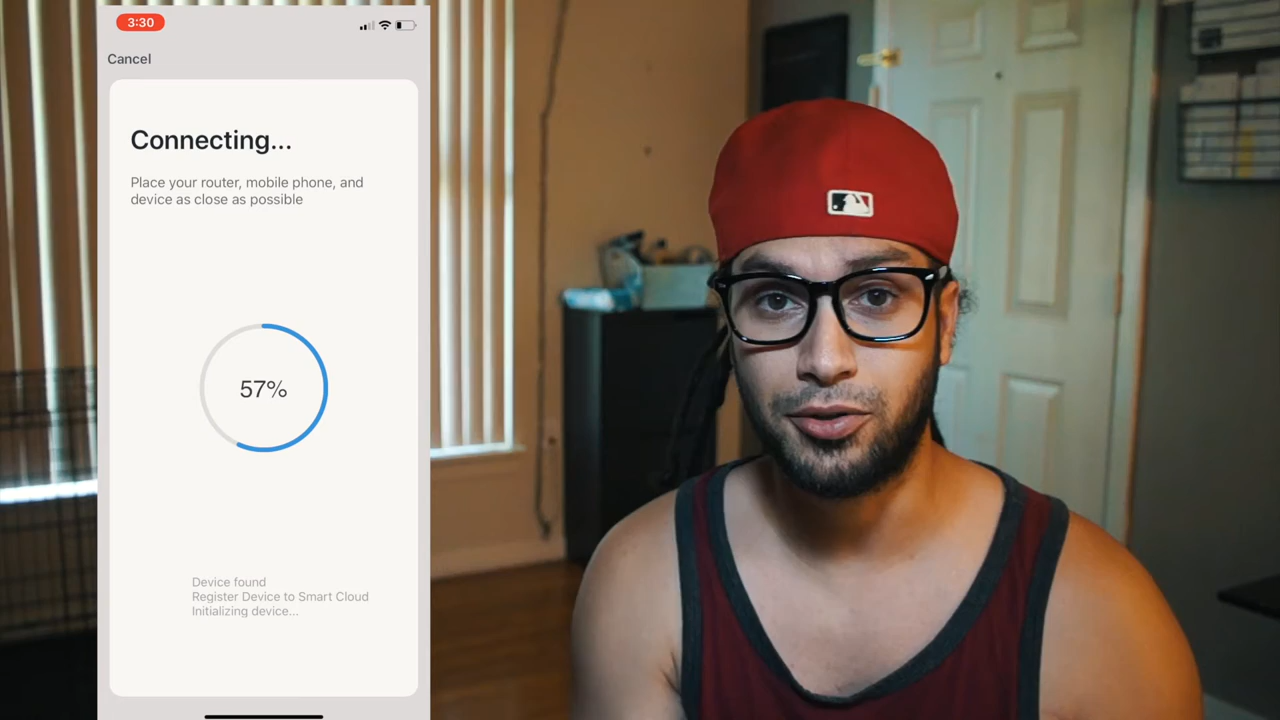 3:30
Cancel
Connecting...
Place your router, mobile phone, and
device as close as possible
57%
Device found
Register Device to Smart Cloud
Initializing device...